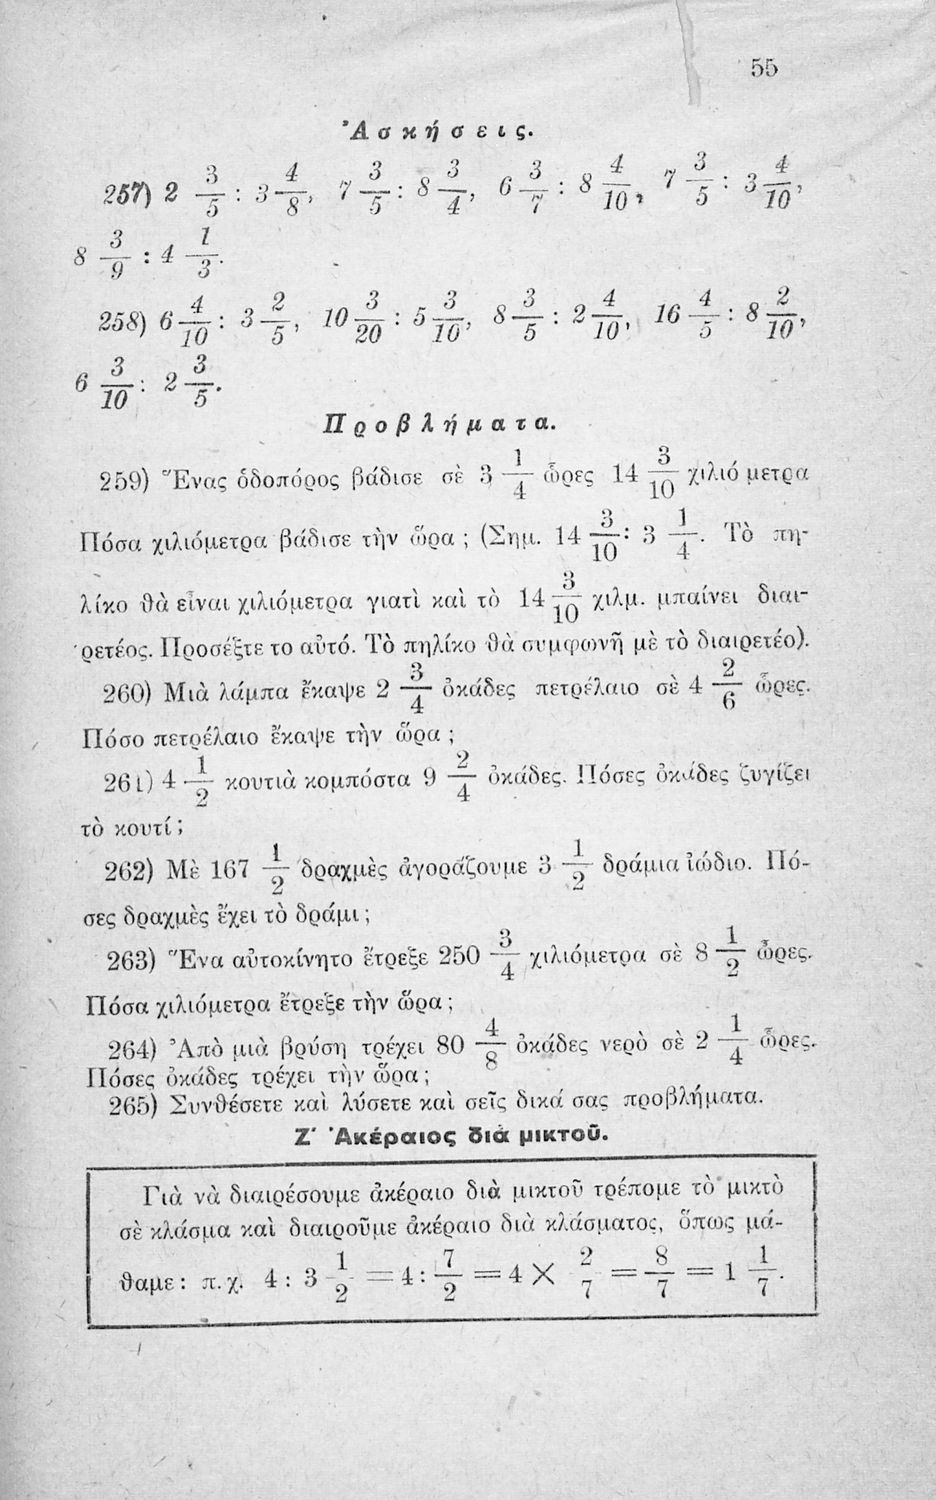 55
Ἀσκήσεις.
257) 2 3/5 : 3 4/8, 7 3/5 : 8 3/4, 6 3/7 : 8 4/10, 7 3/5 : 3 4/10,
8 3/9 : 4 1/3.
258) 6 4/10 : 3 2/5, 10 3/20 : 5 3/10, 8 3/5 : 2 4/10, 16 4/5 : 8 2/10,
6 3/10 : 2 3/5.
Προβλήματα.
259) Ἕνας ὁδοπόρος βάδισε σὲ 3 1/4 ὧρες 14 3/10 χιλιόμετρα
Πόσα χιλιόμετρα βάδισε τὴν ὥρα ; (Σημ. 14 3/10 : 3 1/4. Τὸ πη-
λίκο θὰ εἶναι χιλιόμετρα γιατὶ καὶ τὸ 14 3/10 χιλμ. μπαίνει διαι-
ρετέος. Προσέξτε το αὐτό. Τὸ πηλίκο θὰ συμφωνῆ μὲ τὸ διαιρετέο).
260) Μιὰ λάμπα ἔκαψε 2 3/4 ὀκάδες πετρέλαιο σὲ 4 2/6 ὧρες.
Πόσο πετρέλαιο ἔκαψε τὴν ὥρα ;
261) 4 1/2 κουτιὰ κομπόστα 9 2/4 ὀκάδες. Πόσες ὀκάδες ζυγίζει
τὸ κουτί ;
262) Μὲ 167 1/2 δραχμὲς ἀγοράζουμε 3 1/2 δράμια ἰώδιο. Πό-
σες δραχμὲς ἔχει τὸ δράμι ;
263) Ἕνα αὐτοκίνητο ἔτρεξε 250 3/4 χιλιόμετρα σὲ 8 1/2 ὧρες.
Πόσα χιλιόμετρα ἔτρεξε τὴν ὥρα ;
264) Ἀπὸ μιὰ βρύση τρέχει 80 4/8 ὀκάδες νερὸ σὲ 2 1/4 ὧρες.
Πόσες ὀκάδες τρέχει τὴν ὥρα ;
265) Συνθέσετε καὶ λύσετε καὶ σεῖς δικά σας προβλήματα.
Ζ' Ἀκέραιος διὰ μικτοῦ.
Γιὰ νὰ διαιρέσουμε ἀκέραιο διὰ μικτοῦ τρέπομε τὸ μικτὸ
σὲ κλάσμα καὶ διαιροῦμε ἀκέραιο διὰ κλάσματος, ὅπως μά-
θαμε : π.χ. 4 : 3 1/2 = 4 : 7/2 = 4 × 2/7 = 8/7 = 1 1/7.